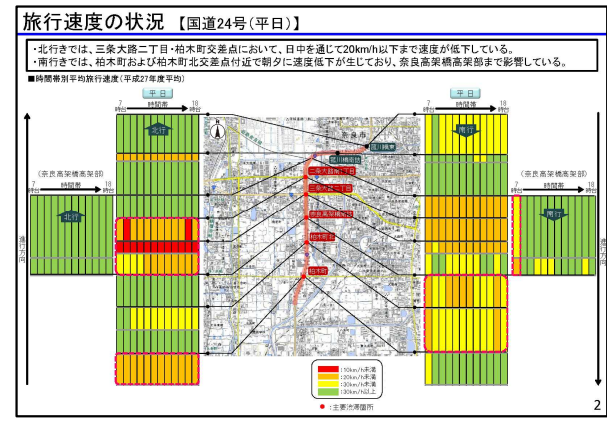 旅行速度の状況 【国道24号(平日)】
・北行きでは、三条大路二丁目・柏木町交差点において、日中を通じて20km/h以下まで速度が低下している。
・南行きでは、柏木町および柏木町北交差点付近で朝夕に速度低下が生じており、奈良高架橋高架部まで影響している。
■時間帯別平均旅行速度(平成27年度平均)
平 日
7時台
時間帯
18時台
北行
平 日
7時台
時間帯
18時台
南行
(奈良高架橋高架部)
7時台
時間帯
18時台
北行
(奈良高架橋高架部)
7時台
時間帯
18時台
南行
進行方向
進行方向
奈良市
二条大路南1丁目
三条大路二丁目
柏木町北
柏木町
:10km/h未満
:20km/h未満
:30km/h未満
:30km/h以上
● :主要渋滞箇所
2